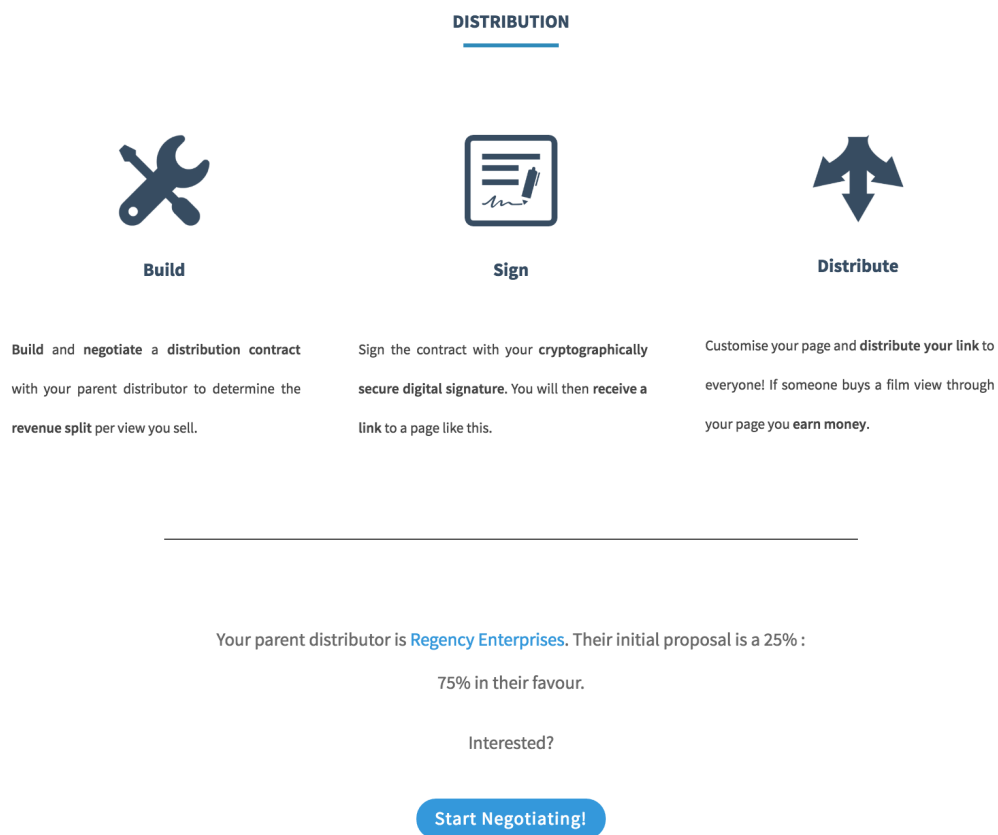 DISTRIBUTION
Build
Build and negotiate a distribution contract
with your parent distributor to determine the
revenue split per view you sell.
Sign
Sign the contract with your cryptographically
secure digital signature. You will then receive a
link to a page like this.
Distribute
Customise your page and distribute your link to
everyone! If someone buys a film view through
your page you earn money.
Your parent distributor is Regency Enterprises. Their initial proposal is a 25% :
75% in their favour.
Interested?
Start Negotiating!